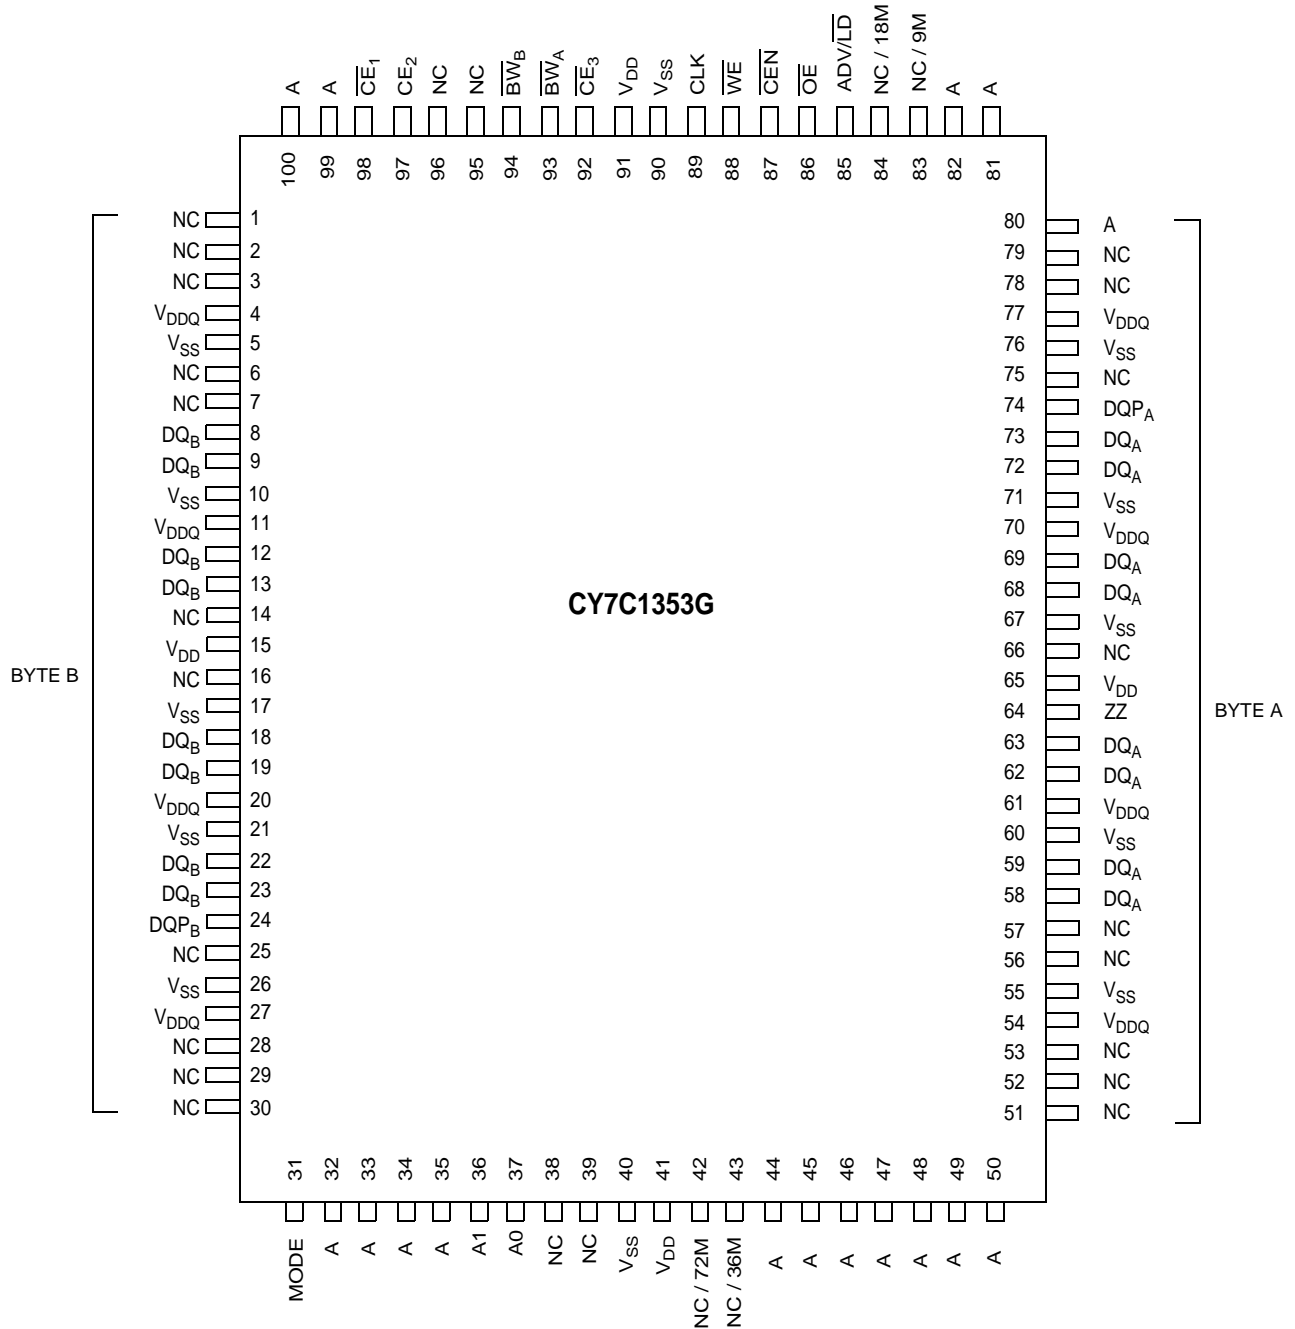 A A C̅E̅1 CE2 NC NC B̅W̅B B̅W̅A C̅E̅3 VDD VSS CLK W̅E̅ C̅E̅N̅ O̅E̅ ADV/L̅D̅ NC / 18M NC / 9M A A
100 99 98 97 96 95 94 93 92 91 90 89 88 87 86 85 84 83 82 81
NC 1
NC 2
NC 3
VDDQ 4
VSS 5
NC 6
NC 7
DQB 8
DQB 9
VSS 10
VDDQ 11
DQB 12
DQB 13
NC 14
VDD 15
NC 16
VSS 17
DQB 18
DQB 19
VDDQ 20
VSS 21
DQB 22
DQB 23
DQPB 24
NC 25
VSS 26
VDDQ 27
NC 28
NC 29
NC 30
BYTE B
CY7C1353G
80 A
79 NC
78 NC
77 VDDQ
76 VSS
75 NC
74 DQPA
73 DQA
72 DQA
71 VSS
70 VDDQ
69 DQA
68 DQA
67 VSS
66 NC
65 VDD
64 ZZ
63 DQA
62 DQA
61 VDDQ
60 VSS
59 DQA
58 DQA
57 NC
56 NC
55 VSS
54 VDDQ
53 NC
52 NC
51 NC
BYTE A
31 32 33 34 35 36 37 38 39 40 41 42 43 44 45 46 47 48 49 50
MODE A A A A A1 A0 NC NC VSS VDD NC / 72M NC / 36M A A A A A A A